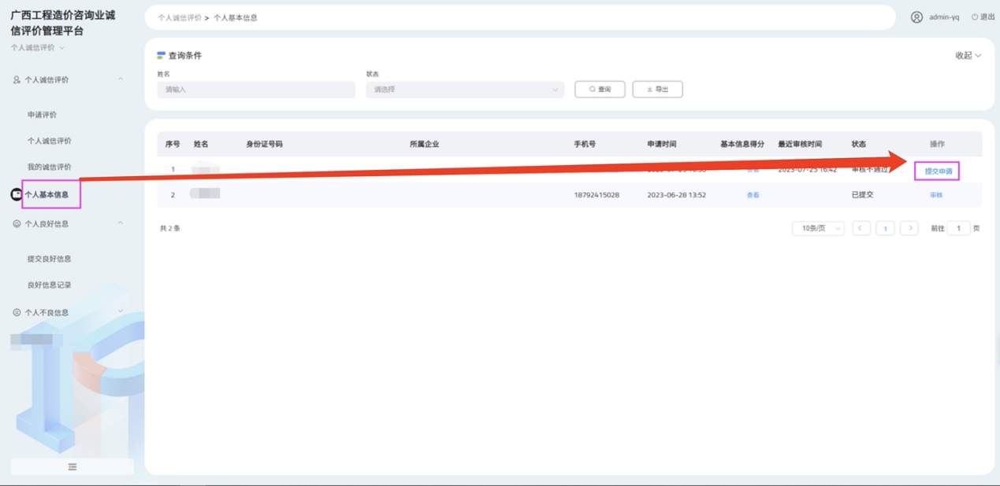 广西工程造价咨询业诚
信评价管理平台
个人诚信评价
个人诚信评价 > 个人基本信息
admin-yq 退出
个人诚信评价
申请评价
个人诚信评价
我的诚信评价
个人基本信息
个人良好信息
提交良好信息
良好信息记录
个人不良信息
查询条件 收起
姓名 状态
请输入 请选择 查询 导出
序号 姓名 身份证号码 所属企业 手机号 申请时间 基本信息得分 最近审核时间 状态 操作
1 查看 2023-07-25 16:42 审核不通过 提交申请
2 18792415028 2023-06-28 13:52 查看 已提交 审核
共 2 条 10条/页 1 前往 1 页